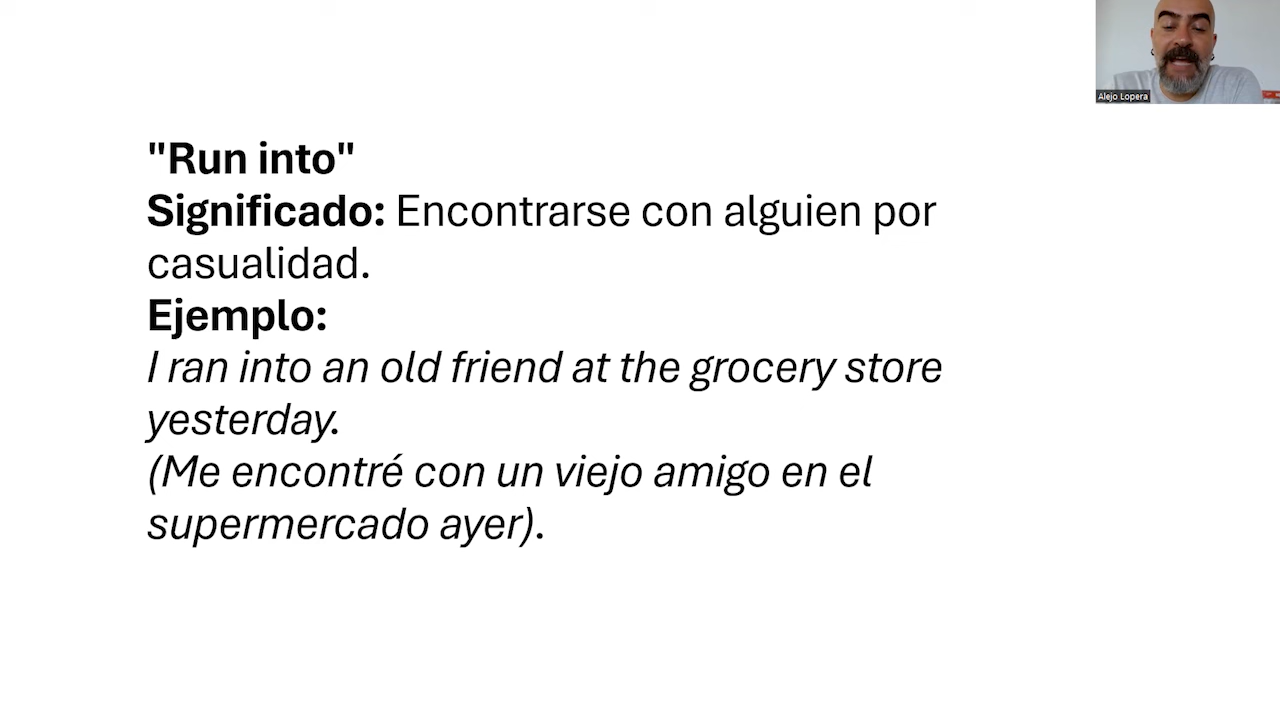 Alejo Lopera
"Run into"
Significado: Encontrarse con alguien por
casualidad.
Ejemplo:
I ran into an old friend at the grocery store
yesterday.
(Me encontré con un viejo amigo en el
supermercado ayer).